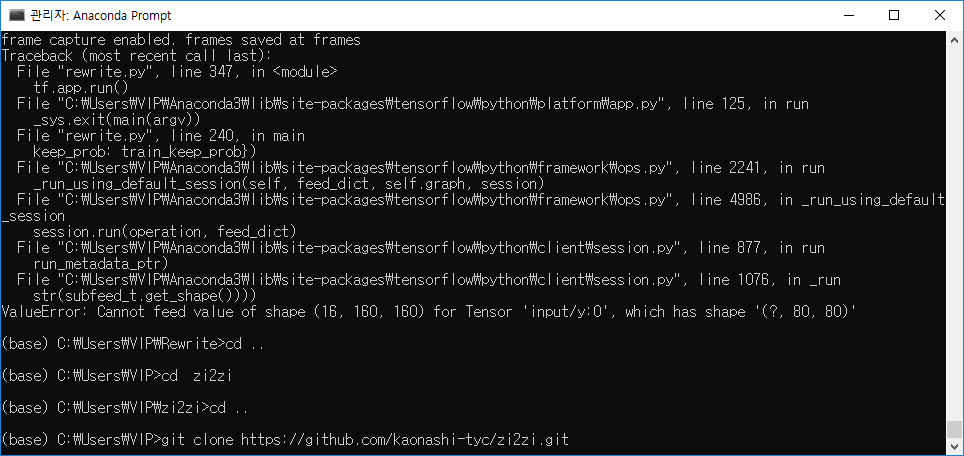 관리자: Anaconda Prompt
frame capture enabled. frames saved at frames
Traceback (most recent call last):
  File "rewrite.py", line 347, in <module>
    tf.app.run()
  File "C:₩Users₩VIP₩Anaconda3₩lib₩site-packages₩tensorflow₩python₩platform₩app.py", line 125, in run
    _sys.exit(main(argv))
  File "rewrite.py", line 240, in main
    keep_prob: train_keep_prob})
  File "C:₩Users₩VIP₩Anaconda3₩lib₩site-packages₩tensorflow₩python₩framework₩ops.py", line 2241, in run
    _run_using_default_session(self, feed_dict, self.graph, session)
  File "C:₩Users₩VIP₩Anaconda3₩lib₩site-packages₩tensorflow₩python₩framework₩ops.py", line 4986, in _run_using_default
_session
    session.run(operation, feed_dict)
  File "C:₩Users₩VIP₩Anaconda3₩lib₩site-packages₩tensorflow₩python₩client₩session.py", line 877, in run
    run_metadata_ptr)
  File "C:₩Users₩VIP₩Anaconda3₩lib₩site-packages₩tensorflow₩python₩client₩session.py", line 1076, in _run
    str(subfeed_t.get_shape())))
ValueError: Cannot feed value of shape (16, 160, 160) for Tensor 'input/y:0', which has shape '(?, 80, 80)'
(base) C:₩Users₩VIP₩Rewrite>cd ..
(base) C:₩Users₩VIP>cd  zi2zi
(base) C:₩Users₩VIP₩zi2zi>cd ..
(base) C:₩Users₩VIP>git clone https://github.com/kaonashi-tyc/zi2zi.git